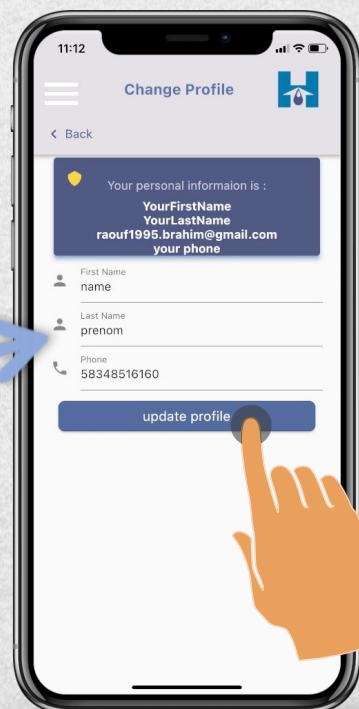 11:12
Change Profile
Back
Your personal informaion is :
YourFirstName
YourLastName
raouf1995.brahim@gmail.com
your phone
First Name
name
Last Name
prenom
Phone
58348516160
update profile